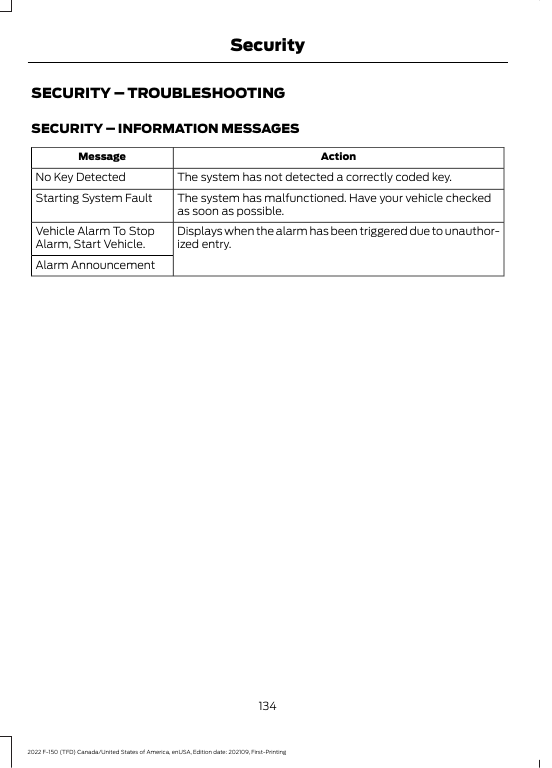 Security
SECURITY – TROUBLESHOOTING
SECURITY – INFORMATION MESSAGES
Message
Action
No Key Detected
The system has not detected a correctly coded key.
Starting System Fault
The system has malfunctioned. Have your vehicle checked
as soon as possible.
Vehicle Alarm To Stop
Alarm, Start Vehicle.
Displays when the alarm has been triggered due to unauthor-
ized entry.
Alarm Announcement
134
2022 F-150 (TFD) Canada/United States of America, enUSA, Edition date: 202109, First-Printing